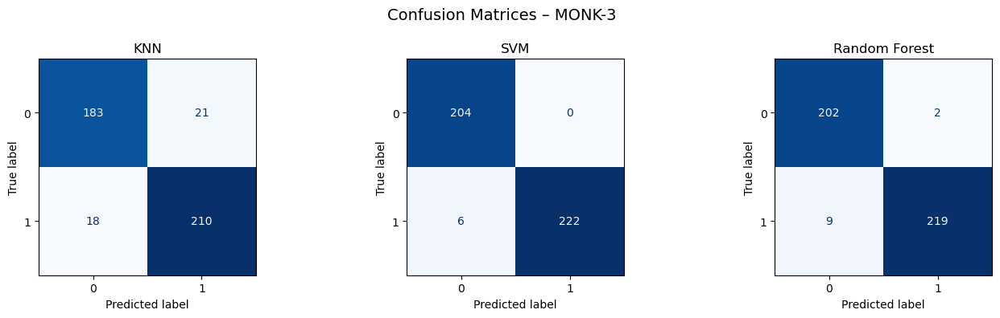 Confusion Matrices – MONK-3
KNN
True label
0
183
21
1
18
210
0
1
Predicted label
SVM
True label
0
204
0
1
6
222
0
1
Predicted label
Random Forest
True label
0
202
2
1
9
219
0
1
Predicted label